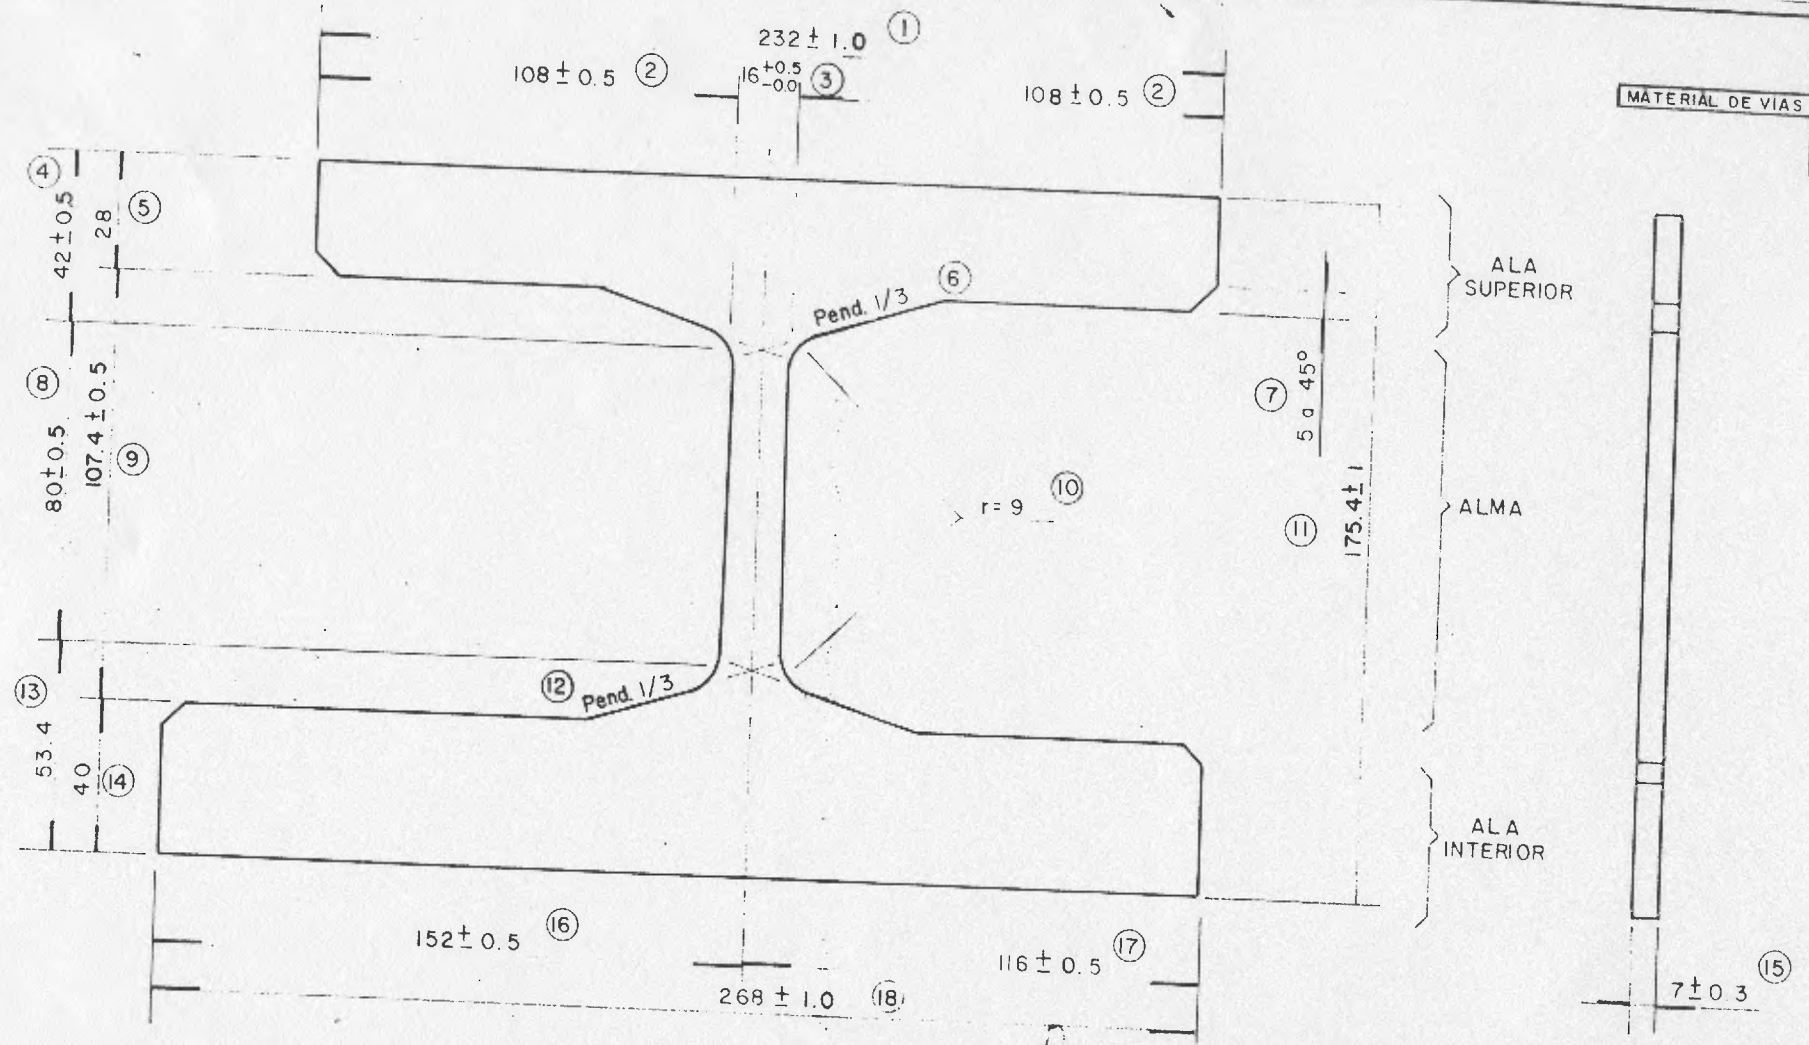 232 ± 1.0 ①
108 ± 0.5 ②
16 +0.5 -0.0 ③
108 ± 0.5 ②
MATERIAL DE VIAS
④
42 ± 0.5
28
⑤
⑥
Pend. 1/3
ALA
SUPERIOR
⑦
5 a 45°
⑧
80 ± 0.5
107.4 ± 0.5
⑨
r = 9 ⑩
⑪
175.4 ± 1
ALMA
⑫
Pend. 1/3
⑬
53.4
40
⑭
ALA
INTERIOR
152 ± 0.5 ⑯
116 ± 0.5 ⑰
268 ± 1.0 ⑱
7 ± 0.3 ⑮